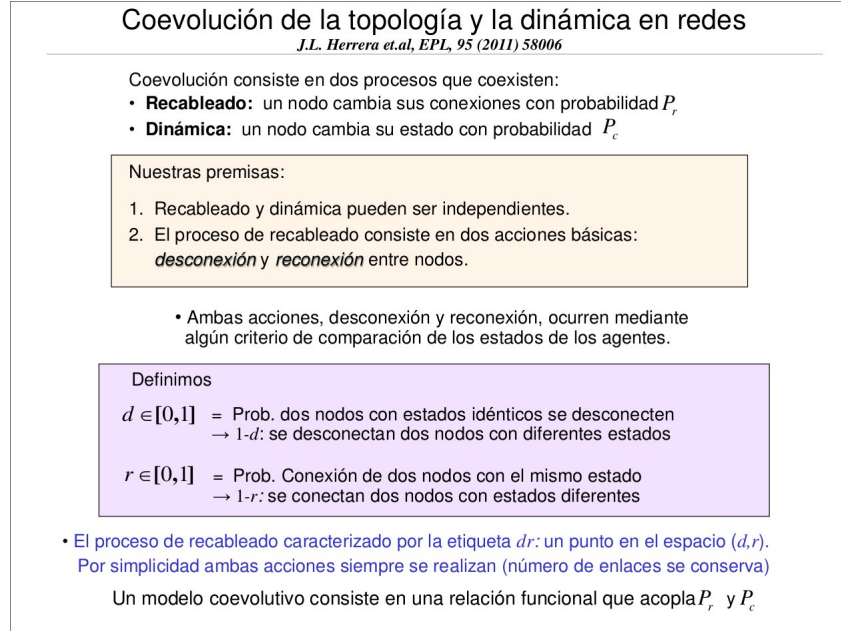 Coevolución de la topología y la dinámica en redes
J.L. Herrera et.al, EPL, 95 (2011) 58006
Coevolución consiste en dos procesos que coexisten:
• Recableado: un nodo cambia sus conexiones con probabilidad P_r
• Dinámica: un nodo cambia su estado con probabilidad P_c
Nuestras premisas:
1. Recableado y dinámica pueden ser independientes.
2. El proceso de recableado consiste en dos acciones básicas:
desconexión y reconexión entre nodos.
• Ambas acciones, desconexión y reconexión, ocurren mediante
algún criterio de comparación de los estados de los agentes.
Definimos
d ∈[0,1] = Prob. dos nodos con estados idénticos se desconecten
→ 1-d: se desconectan dos nodos con diferentes estados
r ∈[0,1] = Prob. Conexión de dos nodos con el mismo estado
→ 1-r: se conectan dos nodos con estados diferentes
• El proceso de recableado caracterizado por la etiqueta dr: un punto en el espacio (d,r).
Por simplicidad ambas acciones siempre se realizan (número de enlaces se conserva)
Un modelo coevolutivo consiste en una relación funcional que acopla P_r y P_c